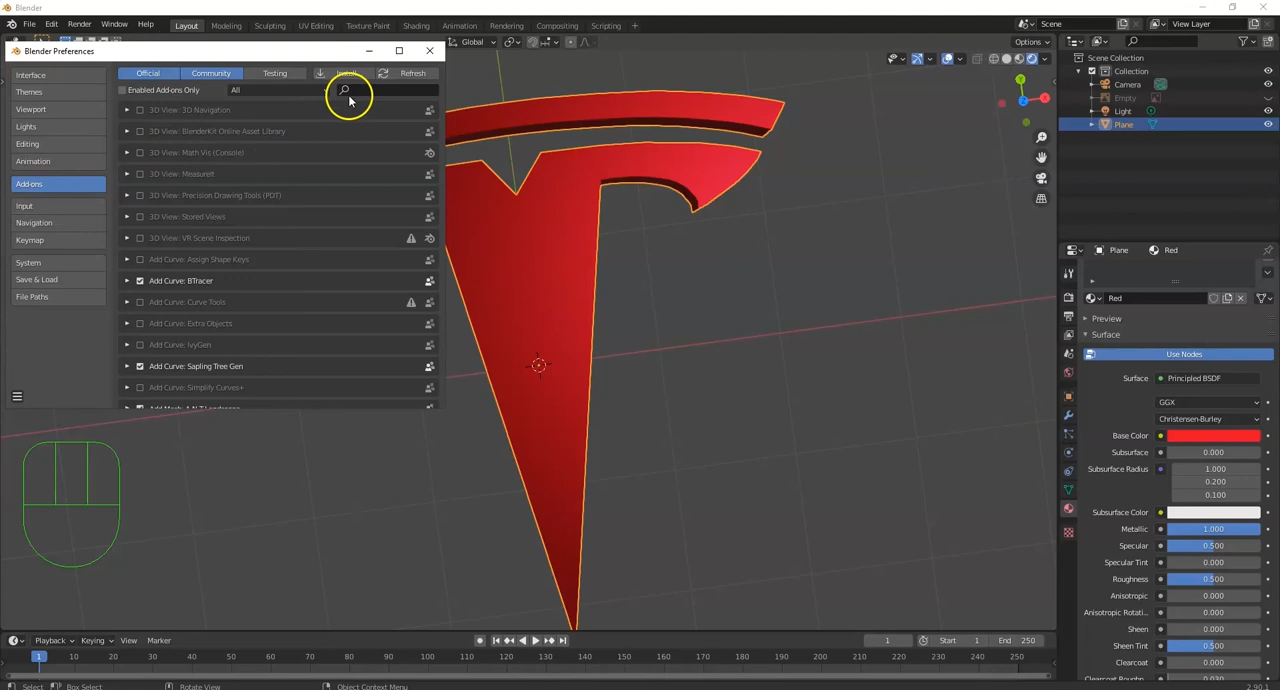 Blender
File Edit Render Window Help Layout Modeling Sculpting UV Editing Texture Paint Shading Animation Rendering Compositing Scripting + Scene View Layer
Global Options
Blender Preferences
Interface
Themes
Viewport
Lights
Editing
Animation
Add-ons
Input
Navigation
Keymap
System
Save & Load
File Paths
Official Community Testing Install Refresh
Enabled Add-ons Only All
3D View: 3D Navigation
3D View: BlenderKit Online Asset Library
3D View: Math Vis (Console)
3D View: MeasureIt
3D View: Precision Drawing Tools (PDT)
3D View: Stored Views
3D View: VR Scene Inspection
Add Curve: Assign Shape Keys
Add Curve: BTracer
Add Curve: Curve Tools
Add Curve: Extra Objects
Add Curve: IvyGen
Add Curve: Sapling Tree Gen
Add Curve: Simplify Curves+
X
Scene Collection
Collection
Camera
Empty
Light
Plane
Plane Red
Red
Preview
Surface
Use Nodes
Surface Principled BSDF
GGX
Christensen-Burley
Base Color
Subsurface 0.000
Subsurface Radius 1.000
0.200
0.100
Subsurface Color
Metallic 1.000
Specular 0.500
Specular Tint 0.000
Roughness 0.500
Anisotropic 0.000
Anisotropic Rotati... 0.000
Sheen 0.000
Sheen Tint 0.500
Clearcoat 0.000
Clearcoat Roughn... 0.030
Playback Keying View Marker 1 Start 1 End 250
1 10 20 30 40 50 60 70 80 90 100 110 120 130 140 150 160 170 180 190 200 210 220 230 240 250
Select Box Select Rotate View Object Context Menu 2.90.1